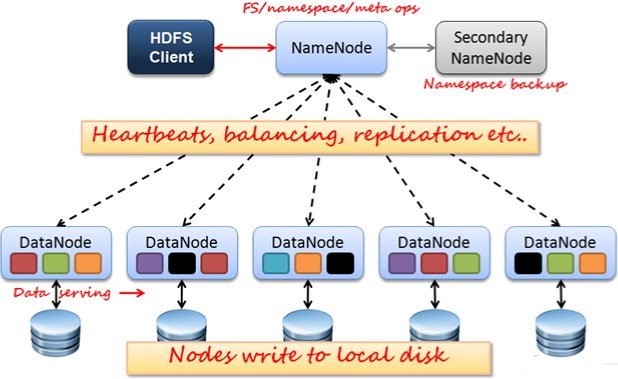 FS/namespace/meta ops
HDFS
Client
NameNode
Secondary
NameNode
Namespace backup
Heartbeats, balancing, replication etc..
DataNode
DataNode
DataNode
DataNode
DataNode
Data serving
Nodes write to local disk